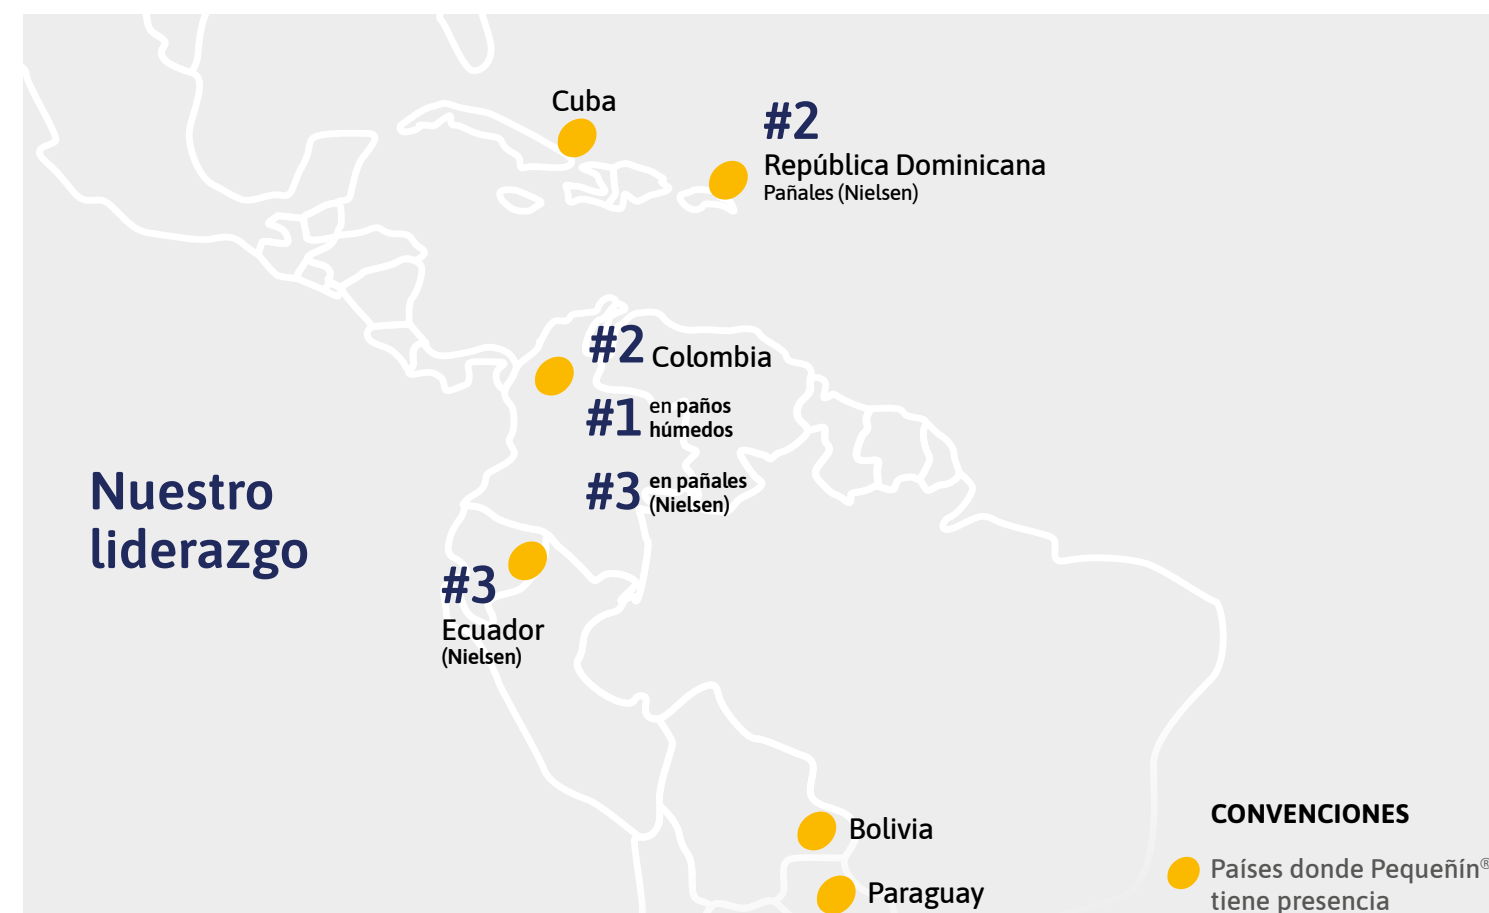 Cuba
#2
República Dominicana
Pañales (Nielsen)
#2 Colombia
#1 en paños
húmedos
#3 en pañales
(Nielsen)
Nuestro
liderazgo
#3
Ecuador
(Nielsen)
Bolivia
Paraguay
CONVENCIONES
Países donde Pequeñín®
tiene presencia